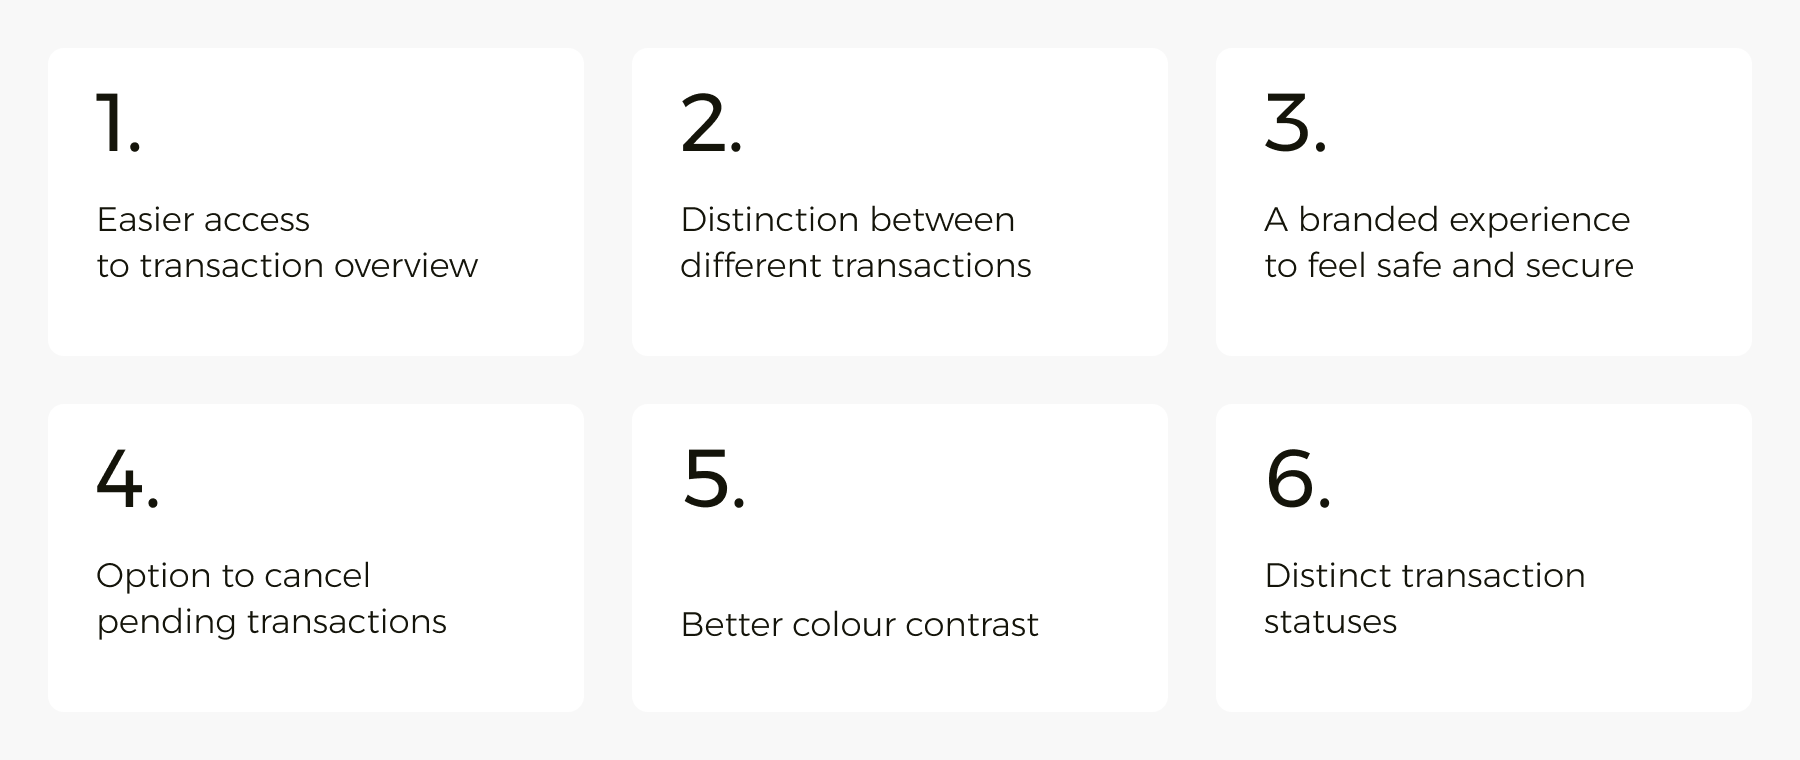 1.
Easier access
to transaction overview
2.
Distinction between
different transactions
3.
A branded experience
to feel safe and secure
4.
Option to cancel
pending transactions
5.
Better colour contrast
6.
Distinct transaction
statuses